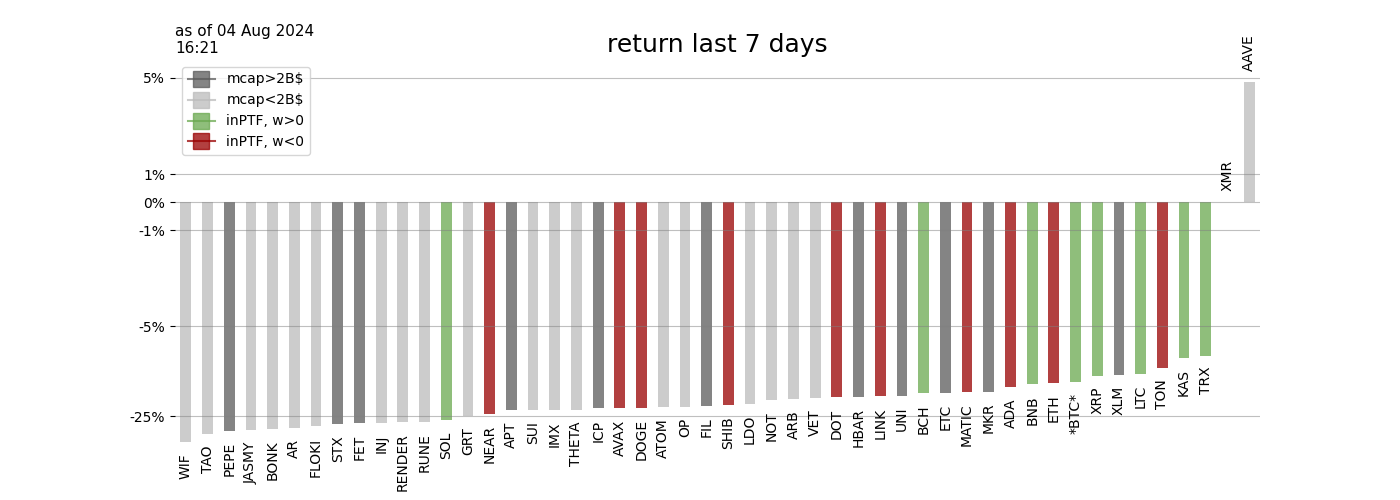 as of 04 Aug 2024
16:21
return last 7 days
mcap>2B$
mcap<2B$
inPTF, w>0
inPTF, w<0
5%
1%
0%
-1%
-5%
-25%
WIF
TAO
PEPE
JASMY
BONK
AR
FLOKI
STX
FET
INJ
RENDER
RUNE
SOL
GRT
NEAR
APT
SUI
IMX
THETA
ICP
AVAX
DOGE
ATOM
OP
FIL
SHIB
LDO
NOT
ARB
VET
DOT
HBAR
LINK
UNI
BCH
ETC
MATIC
MKR
ADA
BNB
ETH
*BTC*
XRP
XLM
LTC
TON
KAS
TRX
XMR
AAVE